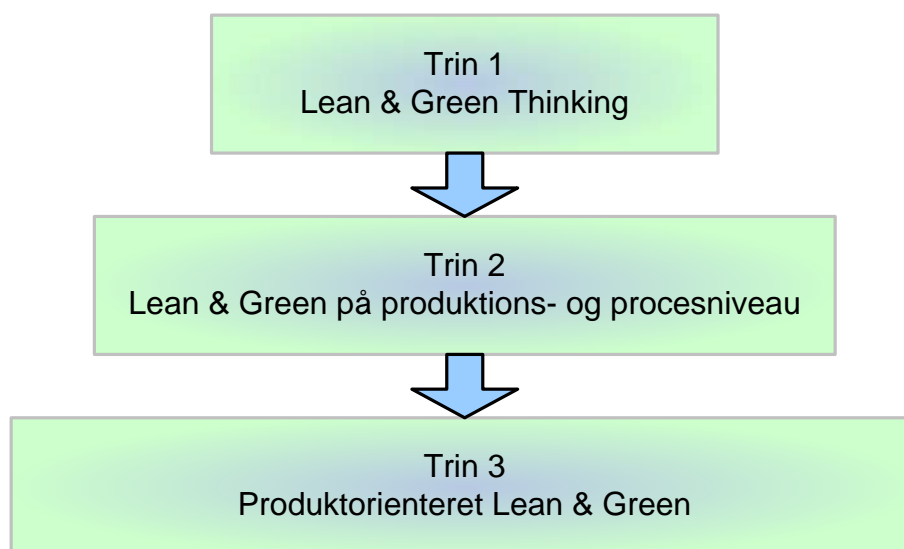 Trin 1
Lean & Green Thinking
Trin 2
Lean & Green på produktions- og procesniveau
Trin 3
Produktorienteret Lean & Green